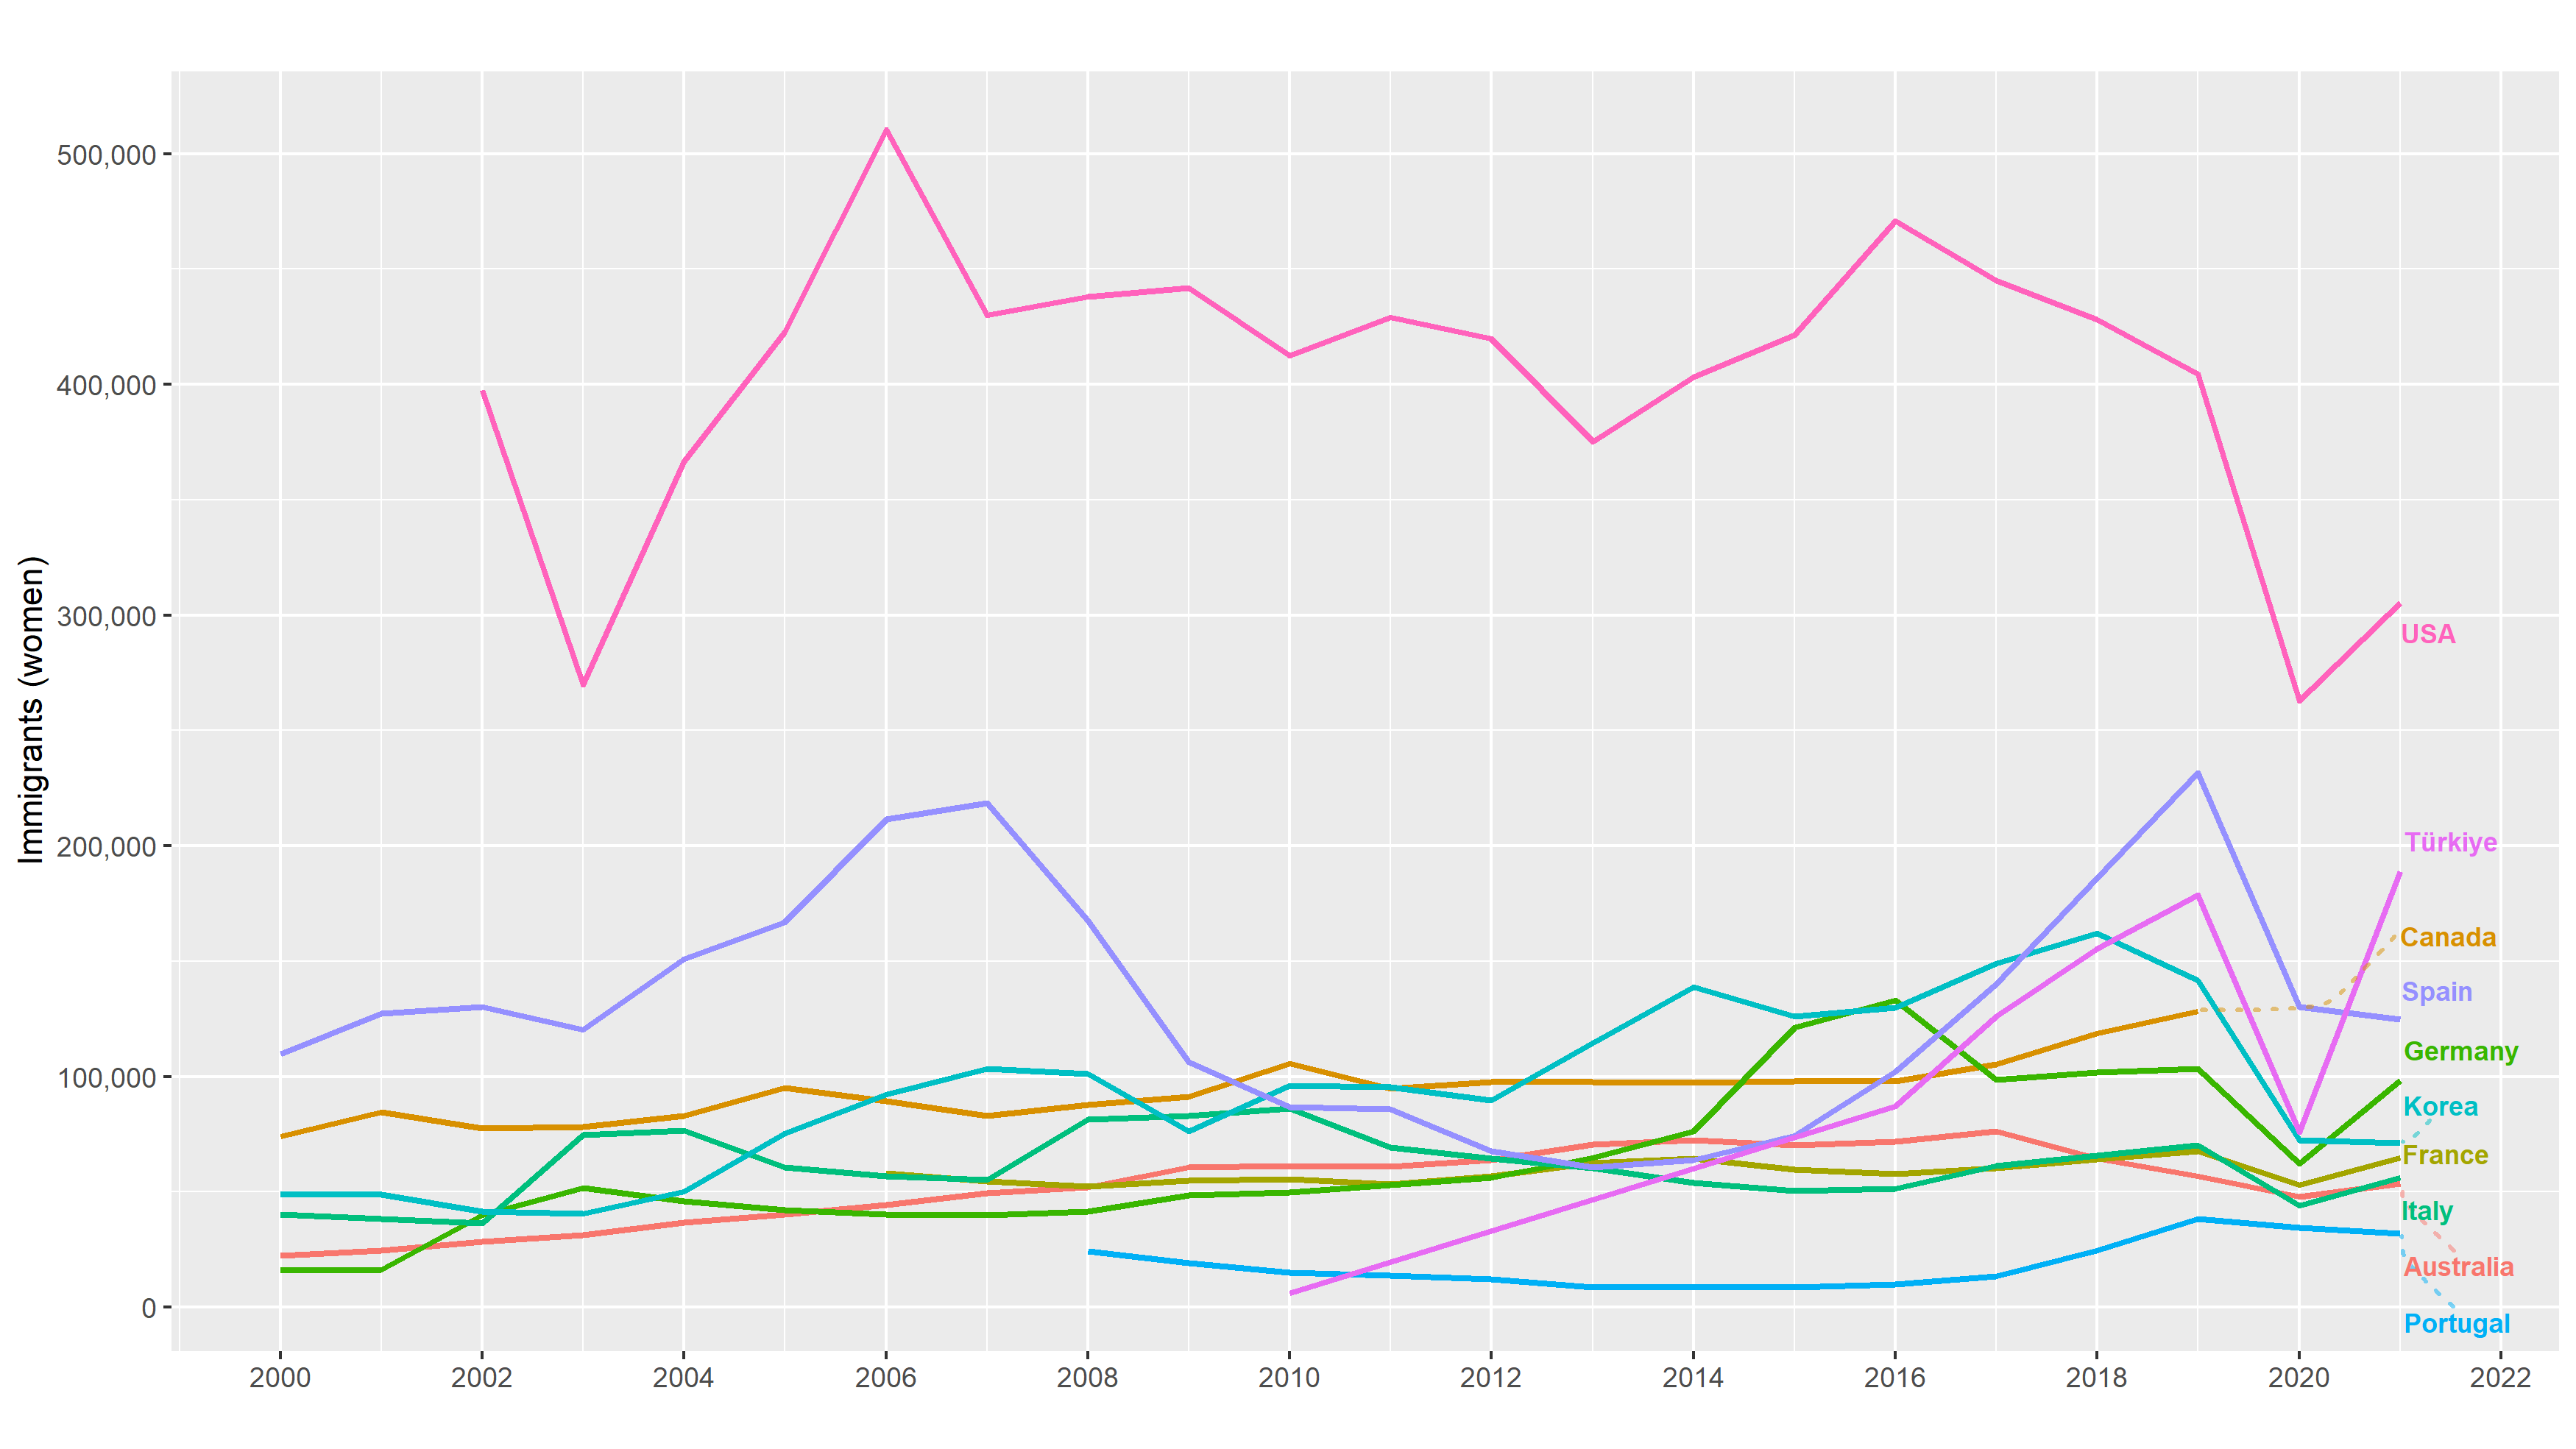 Immigrants (women)
500,000
400,000
300,000
200,000
100,000
0
USA
Türkiye
Canada
Spain
Germany
Korea
France
Italy
Australia
Portugal
2000 2002 2004 2006 2008 2010 2012 2014 2016 2018 2020 2022